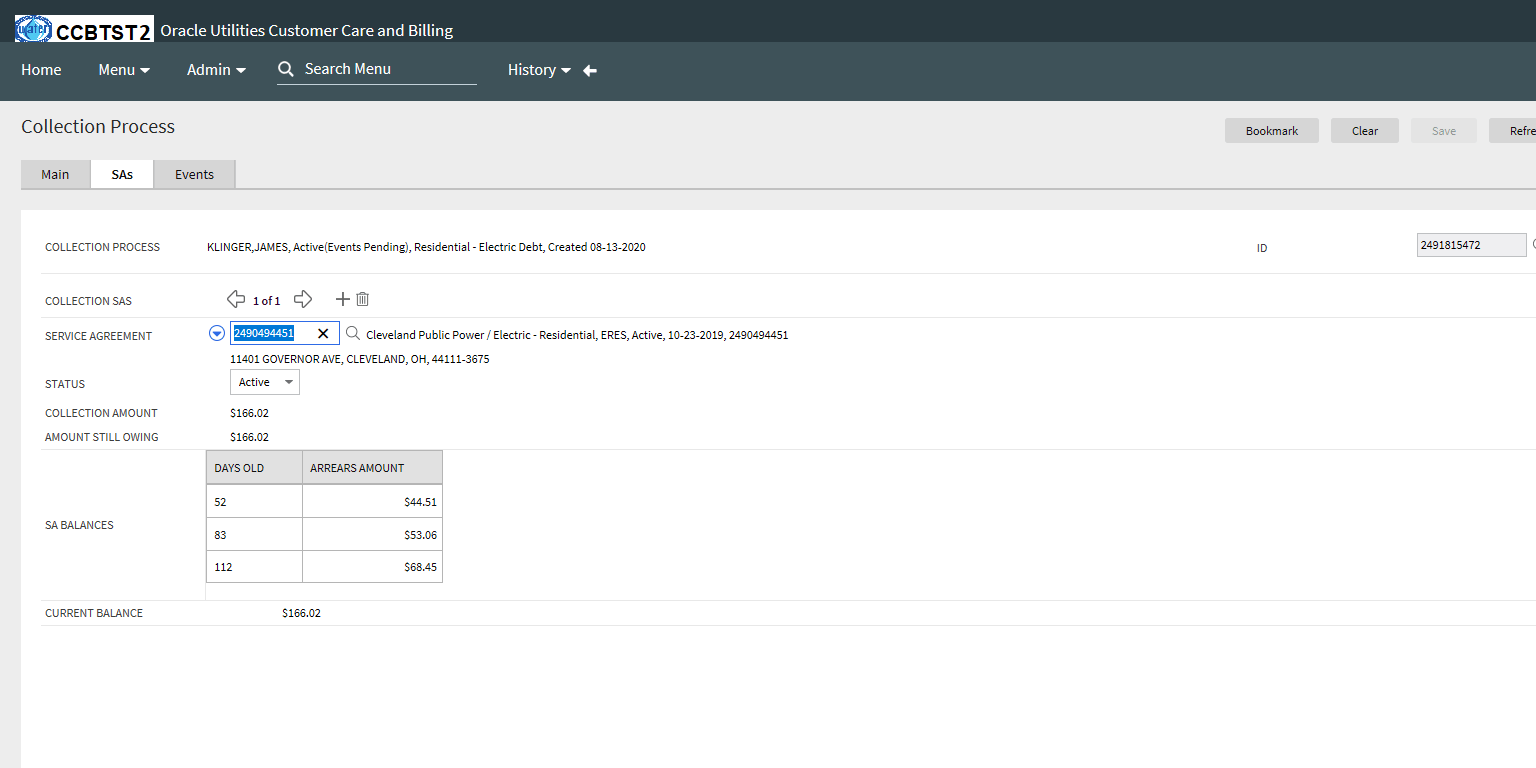 water CCBTST2 Oracle Utilities Customer Care and Billing
Home Menu Admin Search Menu History
Collection Process
Bookmark Clear Save Refre
Main SAs Events
COLLECTION PROCESS KLINGER,JAMES, Active(Events Pending), Residential - Electric Debt, Created 08-13-2020 ID 2491815472
COLLECTION SAS 1 of 1
SERVICE AGREEMENT 2490494451 Cleveland Public Power / Electric - Residential, ERES, Active, 10-23-2019, 2490494451
11401 GOVERNOR AVE, CLEVELAND, OH, 44111-3675
STATUS Active
COLLECTION AMOUNT $166.02
AMOUNT STILL OWING $166.02
DAYS OLD ARREARS AMOUNT
52 $44.51
SA BALANCES
83 $53.06
112 $68.45
CURRENT BALANCE $166.02